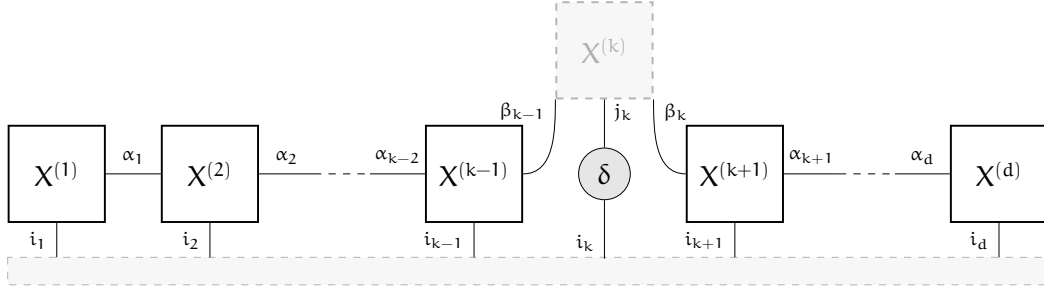 X^(k)
β_{k−1} j_k β_k
α_1 α_2 α_{k−2} α_{k+1} α_d
X^(1) X^(2) X^(k−1) δ X^(k+1) X^(d)
i_1 i_2 i_{k−1} i_k i_{k+1} i_d